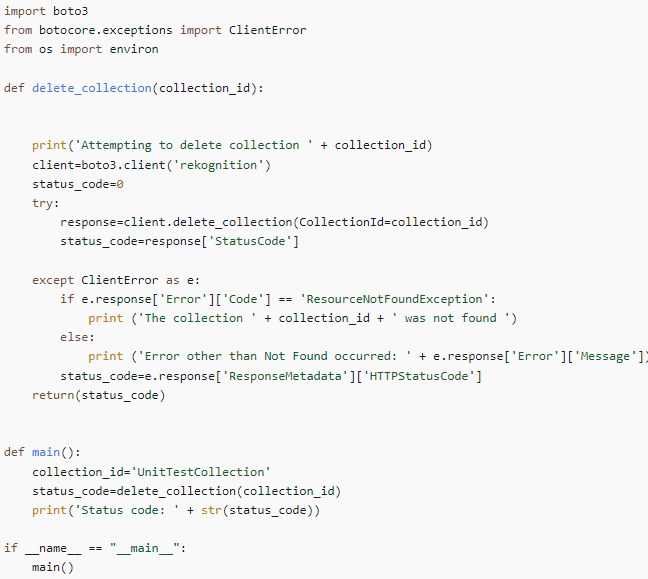 import boto3
from botocore.exceptions import ClientError
from os import environ

def delete_collection(collection_id):


    print('Attempting to delete collection ' + collection_id)
    client=boto3.client('rekognition')
    status_code=0
    try:
        response=client.delete_collection(CollectionId=collection_id)
        status_code=response['StatusCode']

    except ClientError as e:
        if e.response['Error']['Code'] == 'ResourceNotFoundException':
            print ('The collection ' + collection_id + ' was not found ')
        else:
            print ('Error other than Not Found occurred: ' + e.response['Error']['Message'])
        status_code=e.response['ResponseMetadata']['HTTPStatusCode']
    return(status_code)


def main():
    collection_id='UnitTestCollection'
    status_code=delete_collection(collection_id)
    print('Status code: ' + str(status_code))

if __name__ == "__main__":
    main()